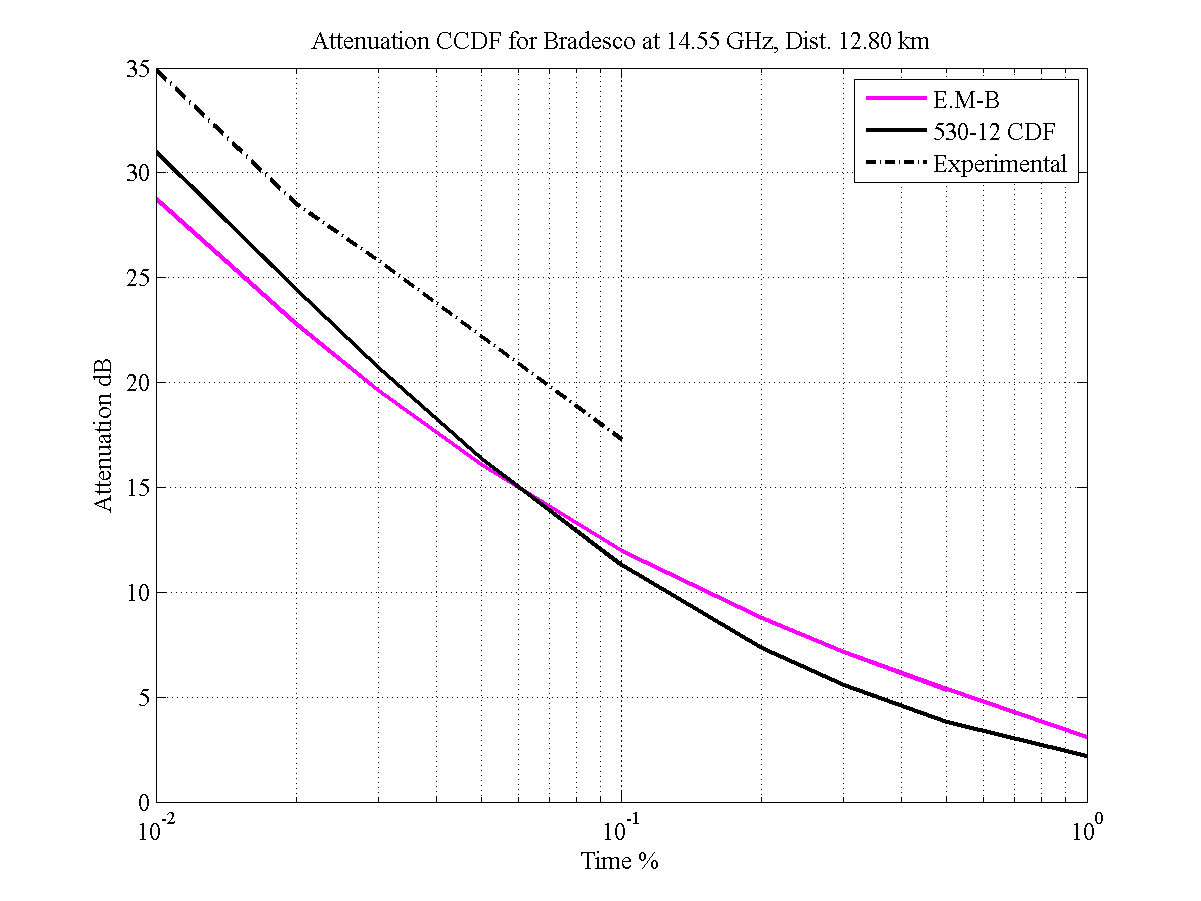 Attenuation CCDF for Bradesco at 14.55 GHz, Dist. 12.80 km
35
30
25
20
15
10
5
0
Attenuation dB
E.M-B
530-12 CDF
Experimental
10-2 10-1 100
Time %